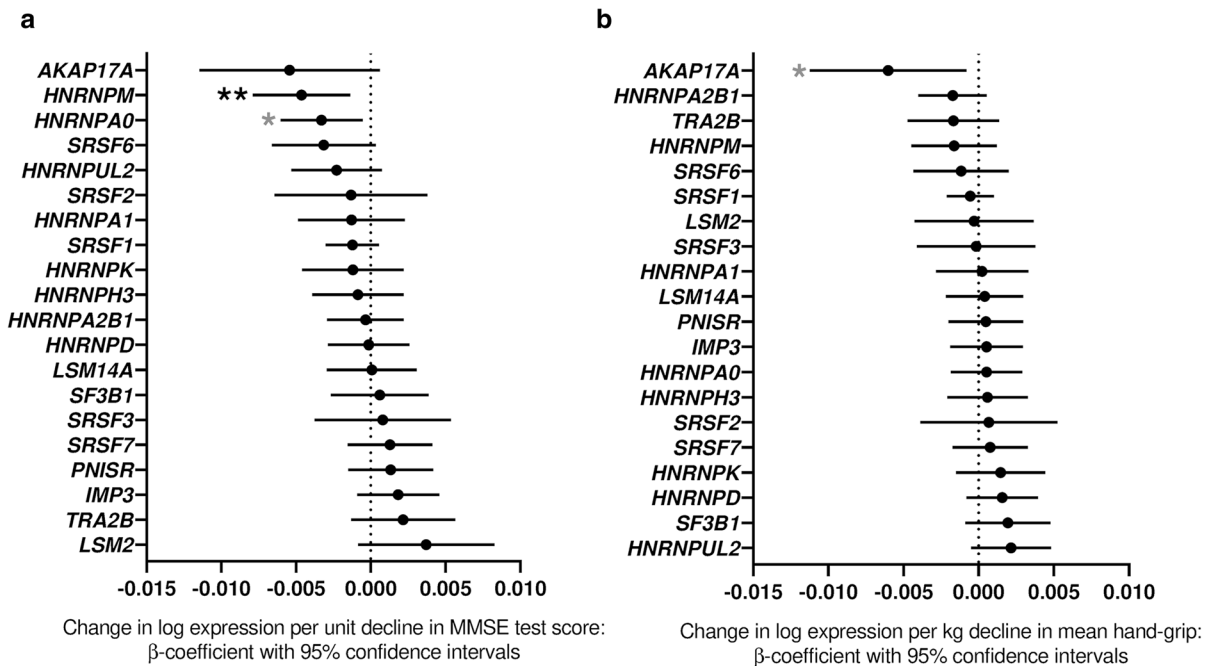 a
AKAP17A
HNRNPM
**
HNRNPA0
*
SRSF6
HNRNPUL2
SRSF2
HNRNPA1
SRSF1
HNRNPK
HNRNPH3
HNRNPA2B1
HNRNPD
LSM14A
SF3B1
SRSF3
SRSF7
PNISR
IMP3
TRA2B
LSM2
-0.015 -0.010 -0.005 0.000 0.005 0.010
Change in log expression per unit decline in MMSE test score:
β-coefficient with 95% confidence intervals
b
AKAP17A
*
HNRNPA2B1
TRA2B
HNRNPM
SRSF6
SRSF1
LSM2
SRSF3
HNRNPA1
LSM14A
PNISR
IMP3
HNRNPA0
HNRNPH3
SRSF2
SRSF7
HNRNPK
HNRNPD
SF3B1
HNRNPUL2
-0.015 -0.010 -0.005 0.000 0.005 0.010
Change in log expression per kg decline in mean hand-grip:
β-coefficient with 95% confidence intervals